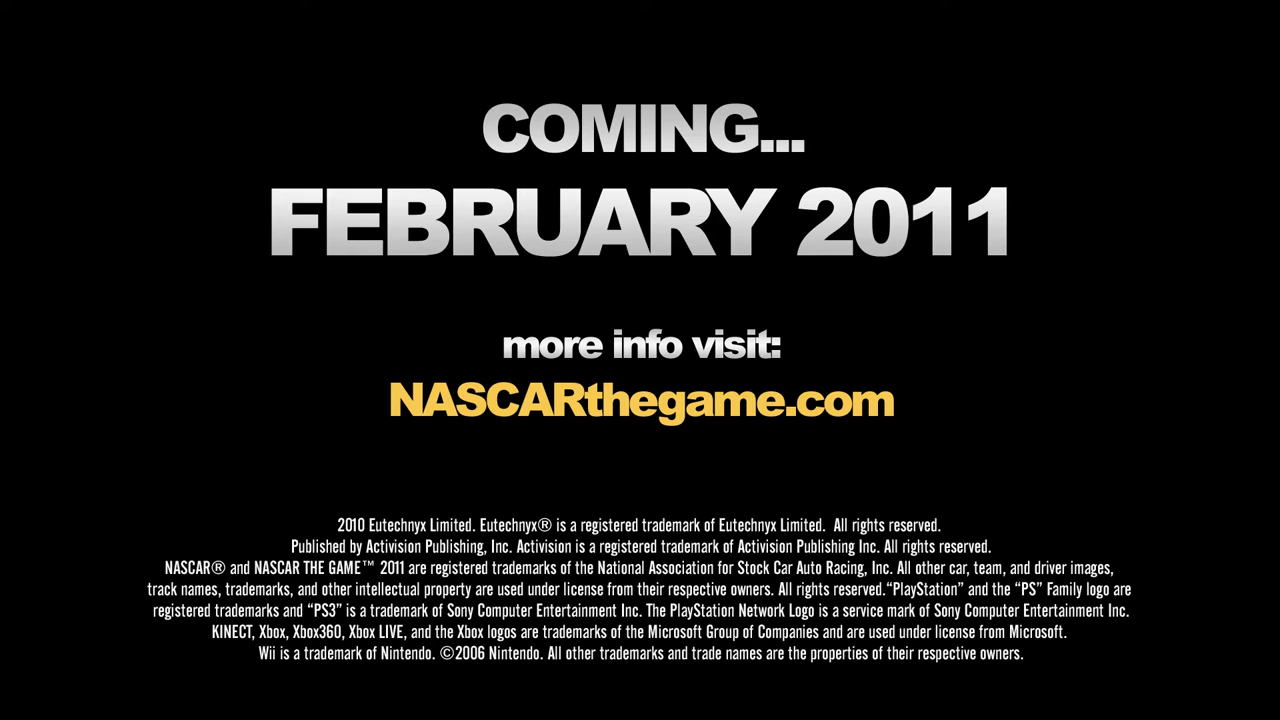 COMING...
FEBRUARY 2011
more info visit:
NASCARthegame.com
2010 Eutechnyx Limited. Eutechnyx® is a registered trademark of Eutechnyx Limited.  All rights reserved.
Published by Activision Publishing, Inc. Activision is a registered trademark of Activision Publishing Inc. All rights reserved.
NASCAR® and NASCAR THE GAME™ 2011 are registered trademarks of the National Association for Stock Car Auto Racing, Inc. All other car, team, and driver images,
track names, trademarks, and other intellectual property are used under license from their respective owners. All rights reserved.“PlayStation” and the “PS” Family logo are
registered trademarks and “PS3” is a trademark of Sony Computer Entertainment Inc. The PlayStation Network Logo is a service mark of Sony Computer Entertainment Inc.
KINECT, Xbox, Xbox360, Xbox LIVE, and the Xbox logos are trademarks of the Microsoft Group of Companies and are used under license from Microsoft.
Wii is a trademark of Nintendo. ©2006 Nintendo. All other trademarks and trade names are the properties of their respective owners.